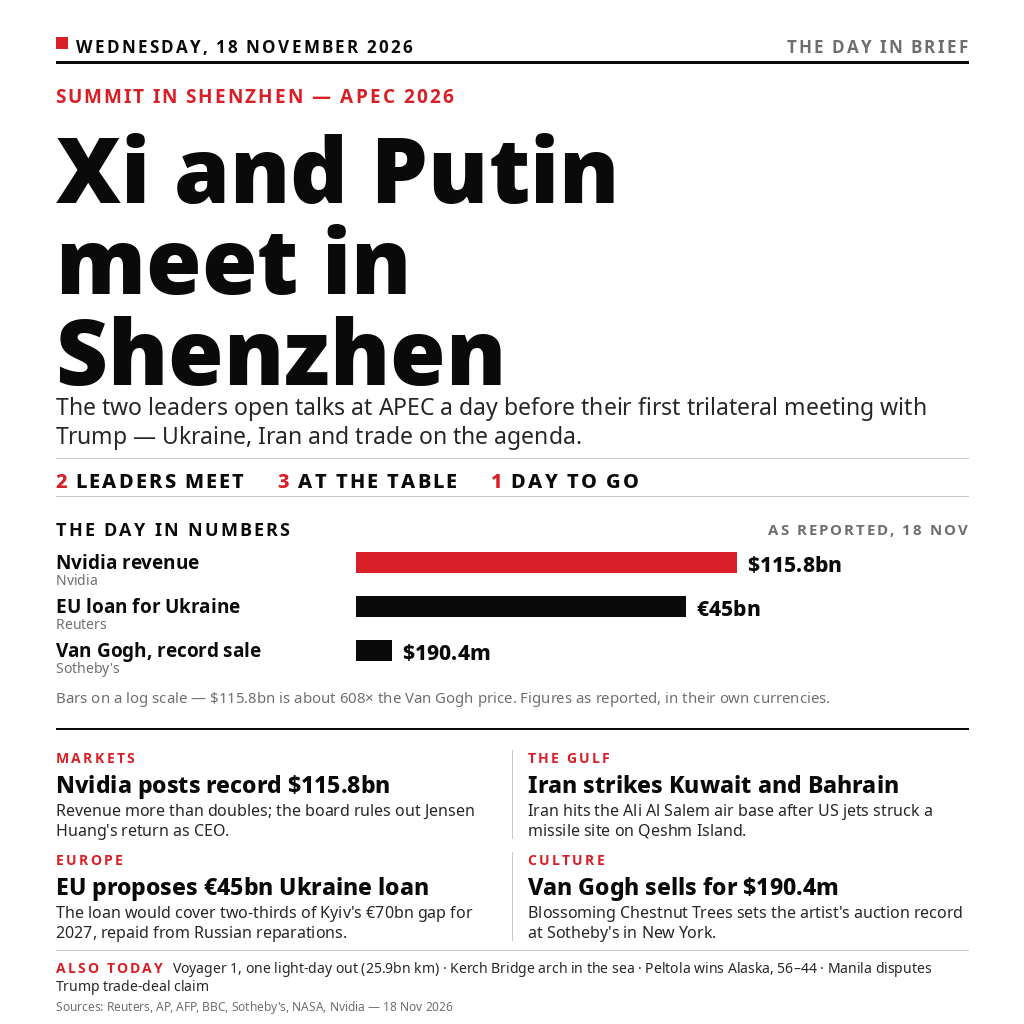 WEDNESDAY, 18 NOVEMBER 2026
THE DAY IN BRIEF
SUMMIT IN SHENZHEN — APEC 2026
Xi and Putin
meet in
Shenzhen
The two leaders open talks at APEC a day before their first trilateral meeting with
Trump — Ukraine, Iran and trade on the agenda.
2 LEADERS MEET 3 AT THE TABLE 1 DAY TO GO
THE DAY IN NUMBERS
AS REPORTED, 18 NOV
Nvidia revenue
Nvidia
$115.8bn
EU loan for Ukraine
Reuters
€45bn
Van Gogh, record sale
Sotheby's
$190.4m
Bars on a log scale — $115.8bn is about 608× the Van Gogh price. Figures as reported, in their own currencies.
MARKETS
Nvidia posts record $115.8bn
Revenue more than doubles; the board rules out Jensen
Huang's return as CEO.
THE GULF
Iran strikes Kuwait and Bahrain
Iran hits the Ali Al Salem air base after US jets struck a
missile site on Qeshm Island.
EUROPE
EU proposes €45bn Ukraine loan
The loan would cover two-thirds of Kyiv's €70bn gap for
2027, repaid from Russian reparations.
CULTURE
Van Gogh sells for $190.4m
Blossoming Chestnut Trees sets the artist's auction record
at Sotheby's in New York.
ALSO TODAY Voyager 1, one light-day out (25.9bn km) · Kerch Bridge arch in the sea · Peltola wins Alaska, 56–44 · Manila disputes
Trump trade-deal claim
Sources: Reuters, AP, AFP, BBC, Sotheby's, NASA, Nvidia — 18 Nov 2026